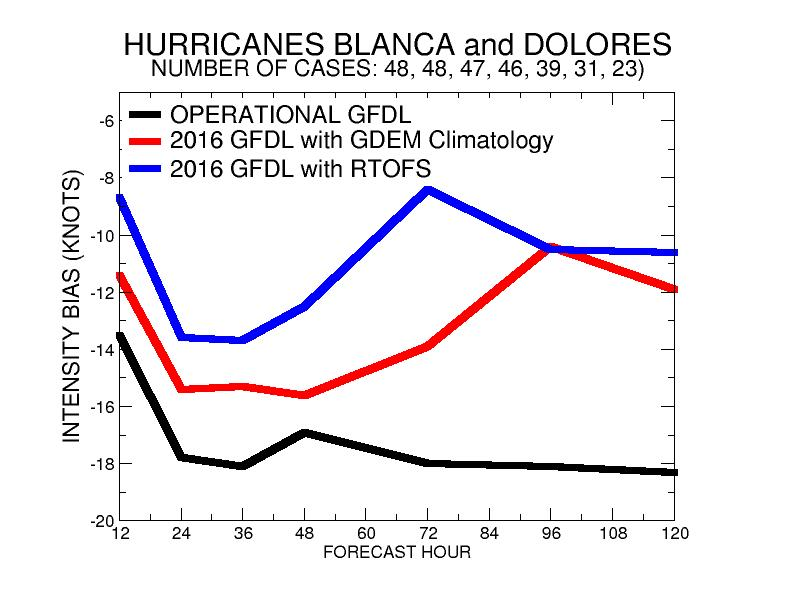 HURRICANES BLANCA and DOLORES
NUMBER OF CASES: 48, 48, 47, 46, 39, 31, 23)
OPERATIONAL GFDL
2016 GFDL with GDEM Climatology
2016 GFDL with RTOFS
INTENSITY BIAS (KNOTS)
-6
-8
-10
-12
-14
-16
-18
-20
12 24 36 48 60 72 84 96 108 120
FORECAST HOUR